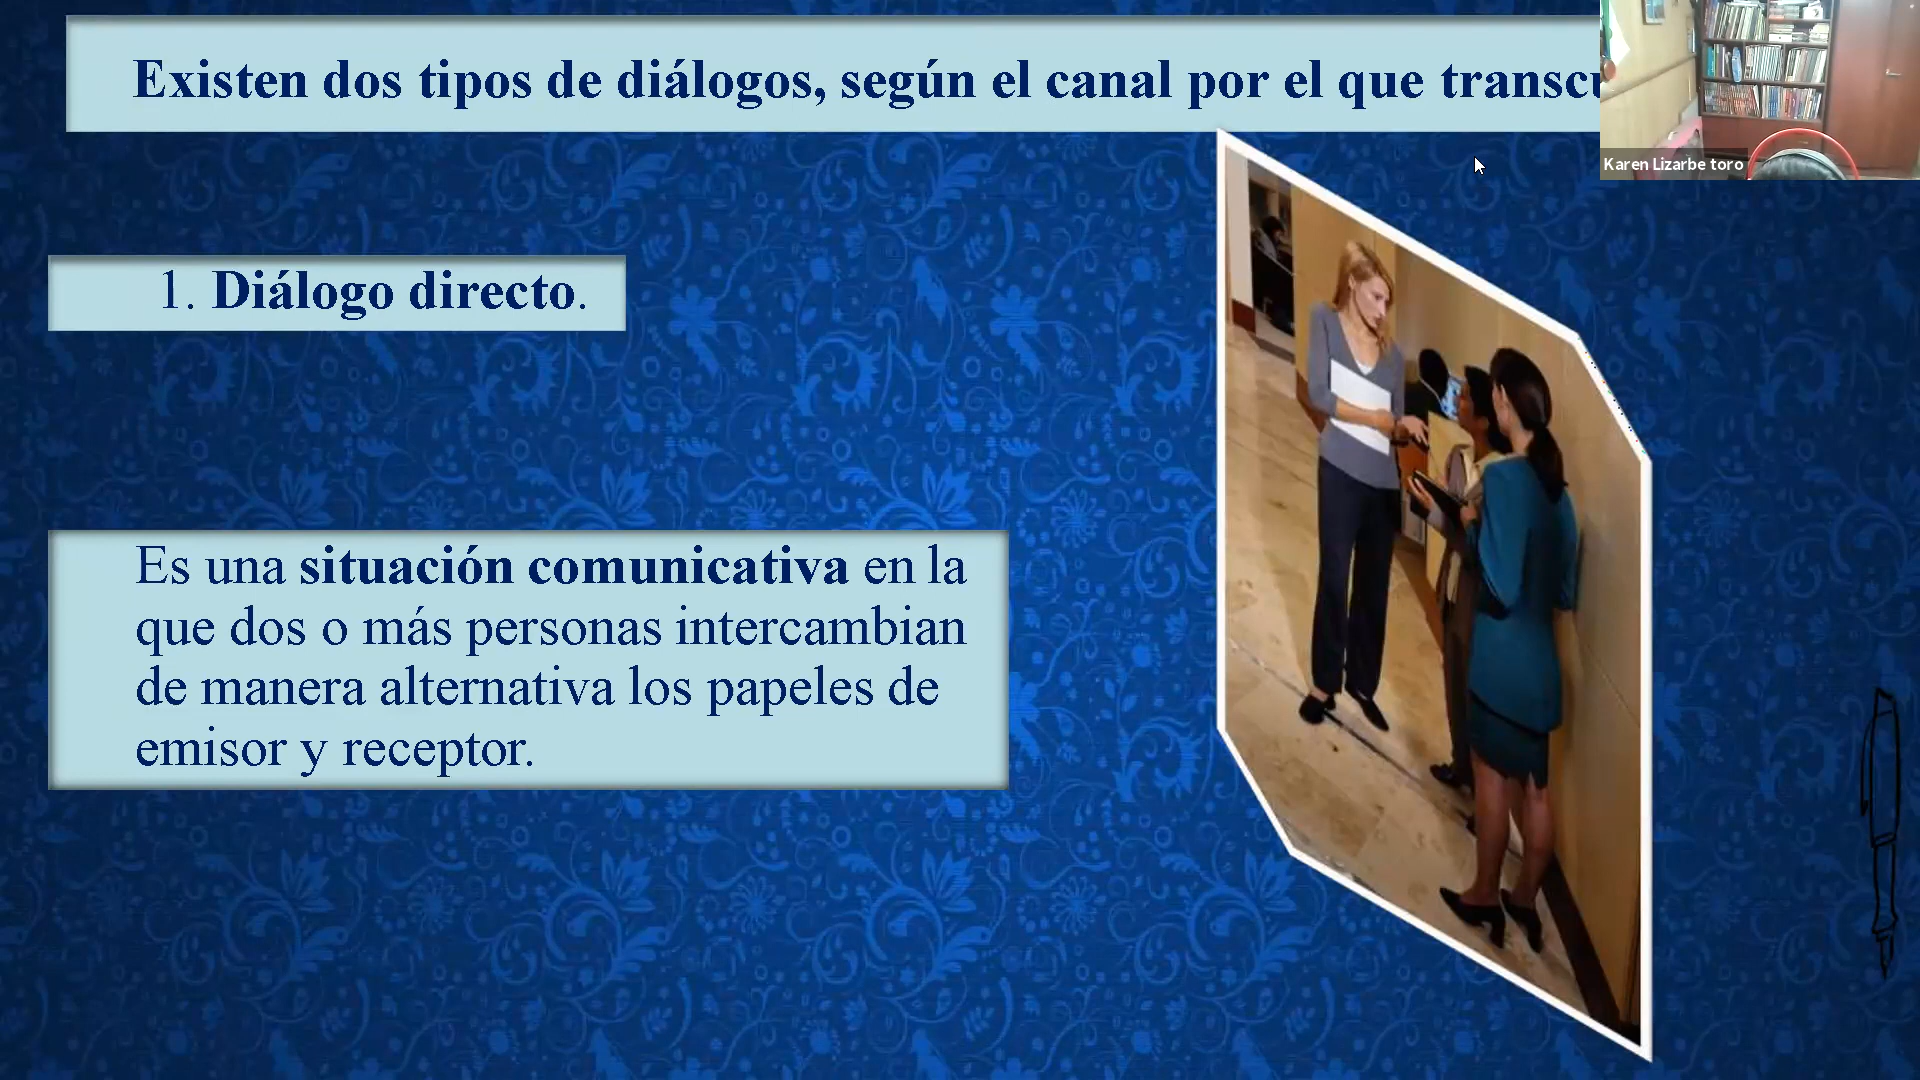 Existen dos tipos de diálogos, según el canal por el que
Karen Lizarbe toro
1. Diálogo directo.
Es una situación comunicativa en la
que dos o más personas intercambian
de manera alternativa los papeles de
emisor y receptor.